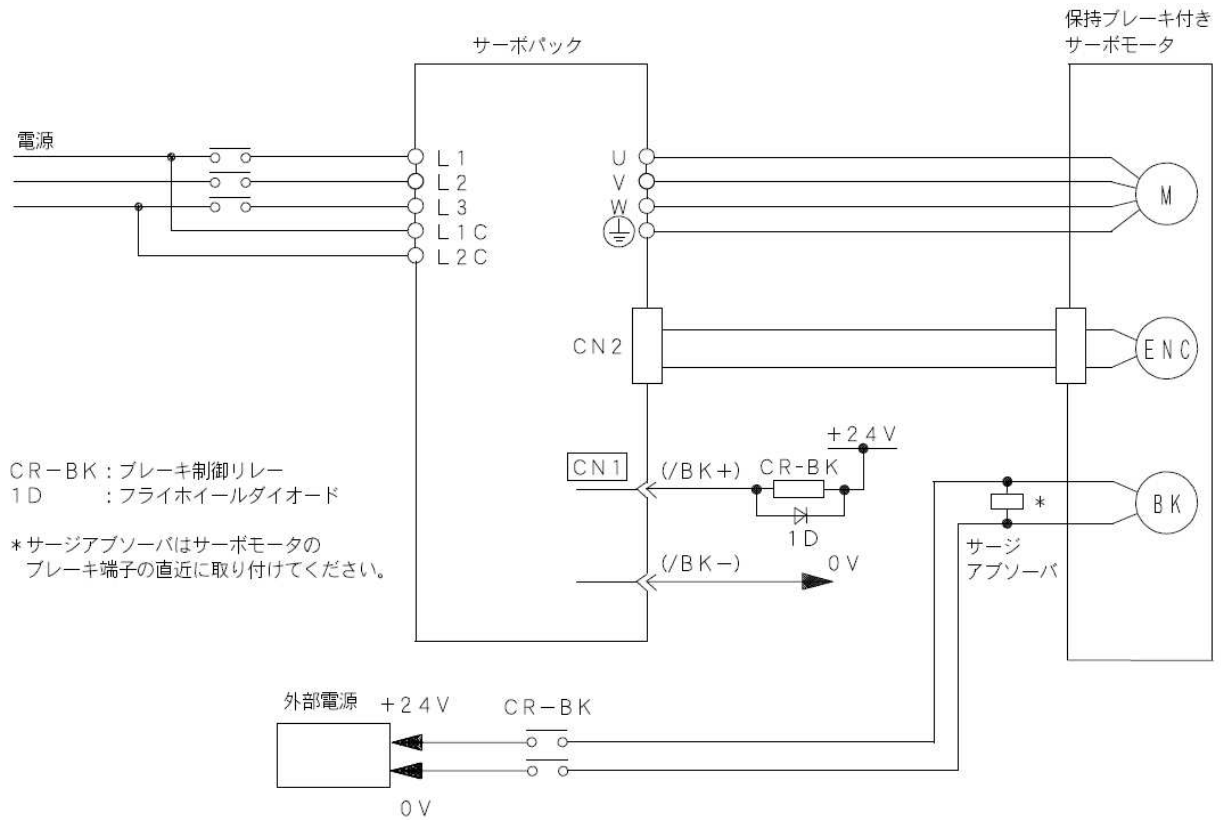 保持ブレーキ付き
サーボモータ
サーボパック
電源
L1
L2
L3
L1C
L2C
U
V
W
M
CN2
ENC
CR-BK：ブレーキ制御リレー
1D　　：フライホイールダイオード
*サージアブソーバはサーボモータの
ブレーキ端子の直近に取り付けてください。
CN1
(/BK+)
CR-BK
+24V
1D
(/BK-)
0V
*
サージ
アブソーバ
BK
外部電源
+24V
CR-BK
0V